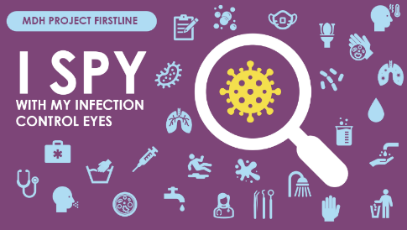 MDH PROJECT FIRSTLINE
I SPY
WITH MY INFECTION
CONTROL EYES